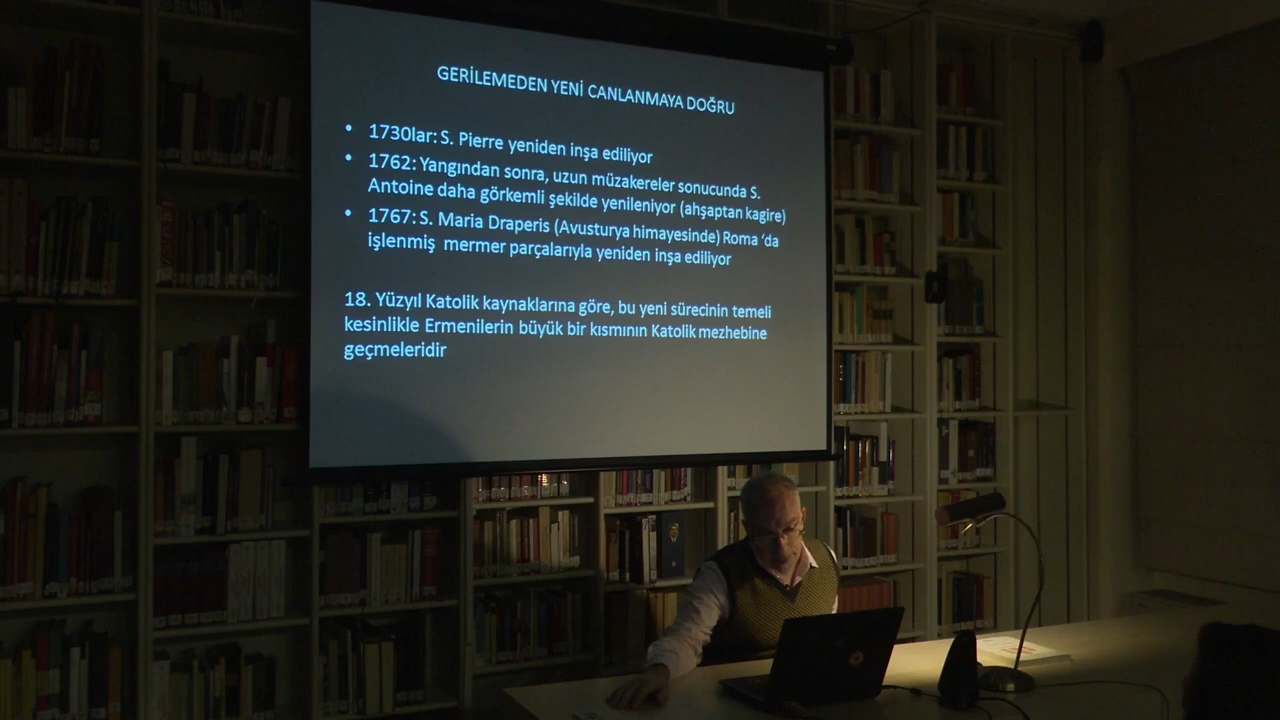 GERİLEMEDEN YENİ CANLANMAYA DOĞRU
• 1730lar: S. Pierre yeniden inşa ediliyor
• 1762: Yangından sonra, uzun müzakereler sonucunda S.
Antoine daha görkemli şekilde yenileniyor (ahşaptan kagire)
• 1767: S. Maria Draperis (Avusturya himayesinde) Roma ‘da
işlenmiş mermer parçalarıyla yeniden inşa ediliyor
18. Yüzyıl Katolik kaynaklarına göre, bu yeni sürecinin temeli
kesinlikle Ermenilerin büyük bir kısmının Katolik mezhebine
geçmeleridir